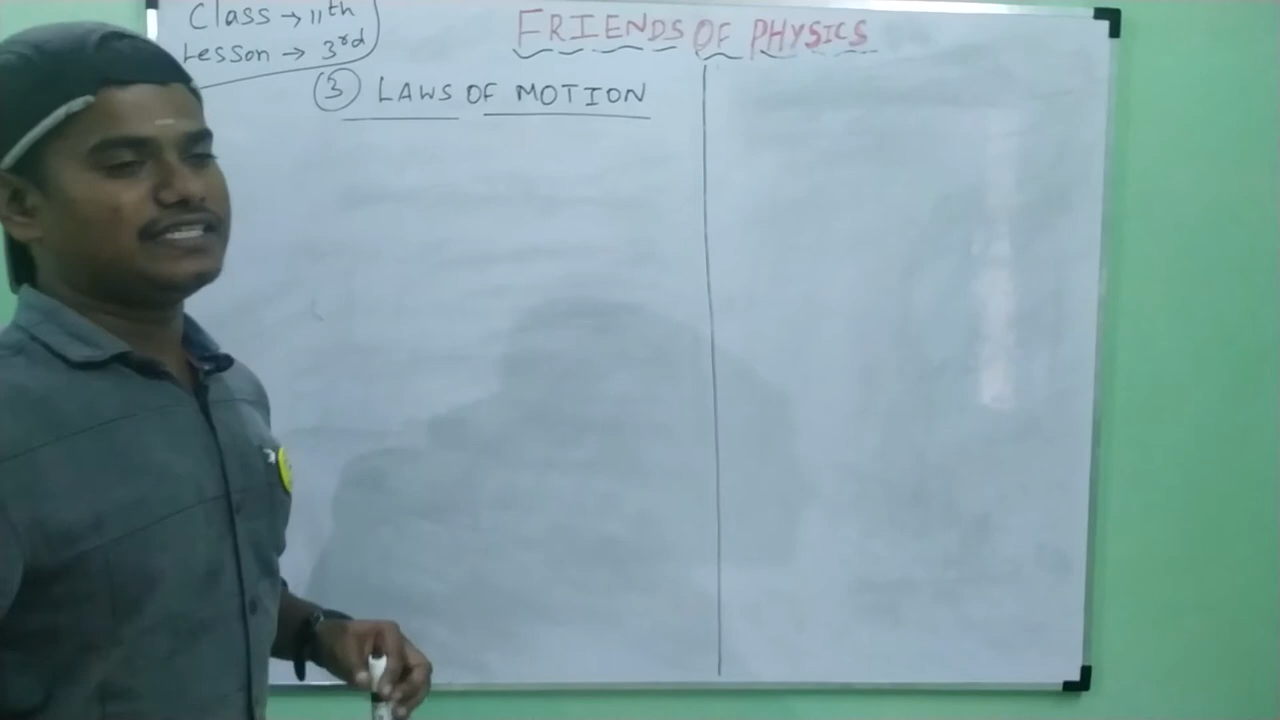 Class → 11th
Lesson → 3rd
FRIENDS OF PHYSICS
③ LAWS OF MOTION